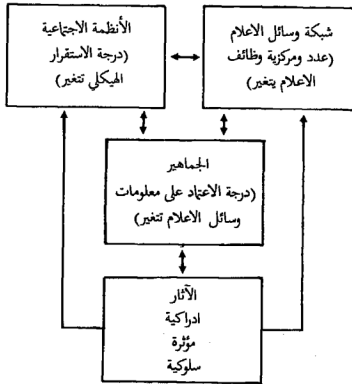 الأنظمة الاجتماعية
(درجة الاستقرار
الهيكلي تتغير)
شبكة وسائل الاعلام
(عدد ومركزية وظائف
الاعلام يتغير)
الجماهير
(درجة الاعتماد على معلومات
وسائل الاعلام تتغير)
الآثار
ادراكية
مؤثرة
سلوكية